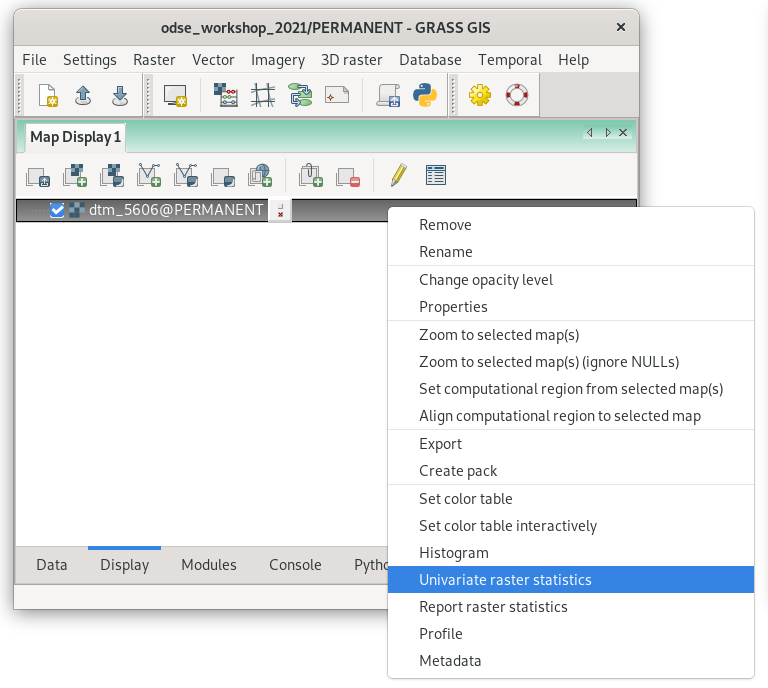 odse_workshop_2021/PERMANENT - GRASS GIS
File Settings Raster Vector Imagery 3D raster Database Temporal Help
Map Display 1
dtm_5606@PERMANENT
Remove
Rename
Change opacity level
Properties
Zoom to selected map(s)
Zoom to selected map(s) (ignore NULLs)
Set computational region from selected map(s)
Align computational region to selected map
Export
Create pack
Set color table
Set color table interactively
Histogram
Univariate raster statistics
Report raster statistics
Profile
Metadata
Data Display Modules Console Pytho